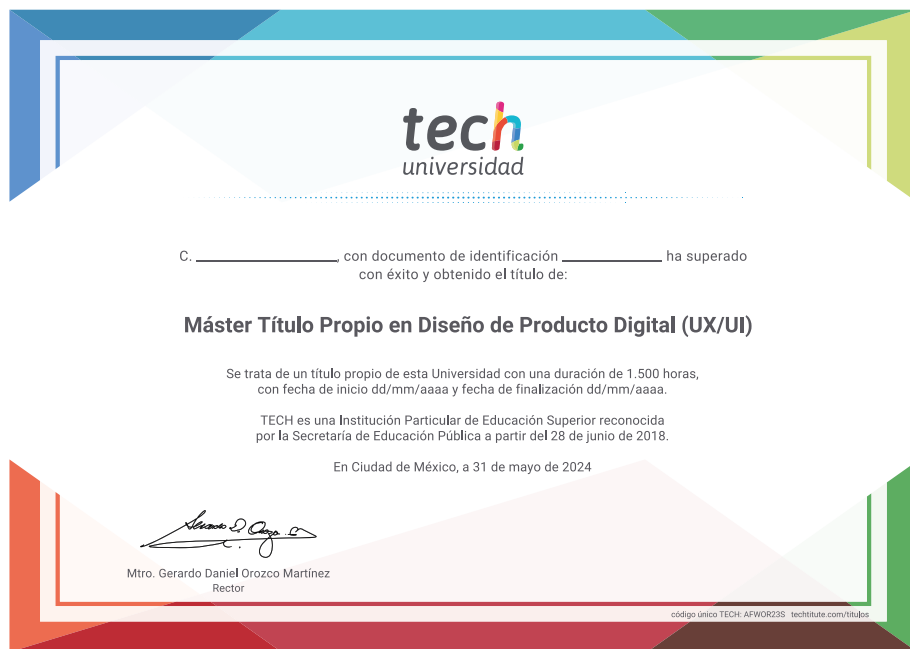 tech
universidad
C. ____________________, con documento de identificación ______________ ha superado
con éxito y obtenido el título de:
Máster Título Propio en Diseño de Producto Digital (UX/UI)
Se trata de un título propio de esta Universidad con una duración de 1.500 horas,
con fecha de inicio dd/mm/aaaa y fecha de finalización dd/mm/aaaa.
TECH es una Institución Particular de Educación Superior reconocida
por la Secretaría de Educación Pública a partir del 28 de junio de 2018.
En Ciudad de México, a 31 de mayo de 2024
Mtro. Gerardo Daniel Orozco Martínez
Rector
código único TECH: AFWOR23S techtitute.com/titulos